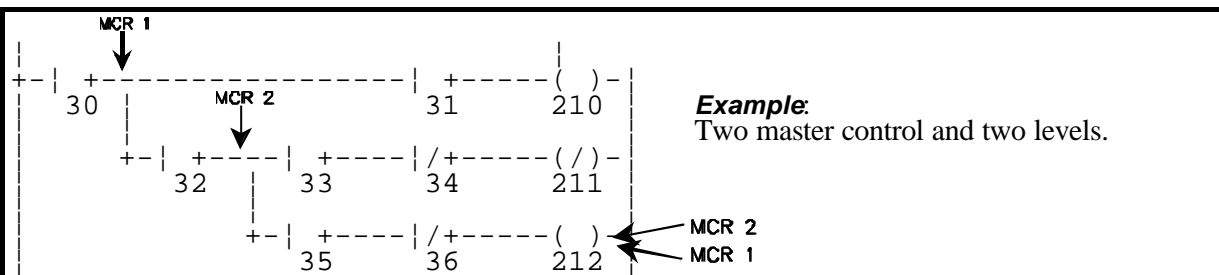 MCR 1
+-| +----------------| +-----( )-|
30 MCR 2 31 210
Example:
Two master control and two levels.
+-| +----| +----|/+-----(/)-|
32 33 34 211
+-| +----|/+-----( )-
MCR 2
MCR 1
35 36 212